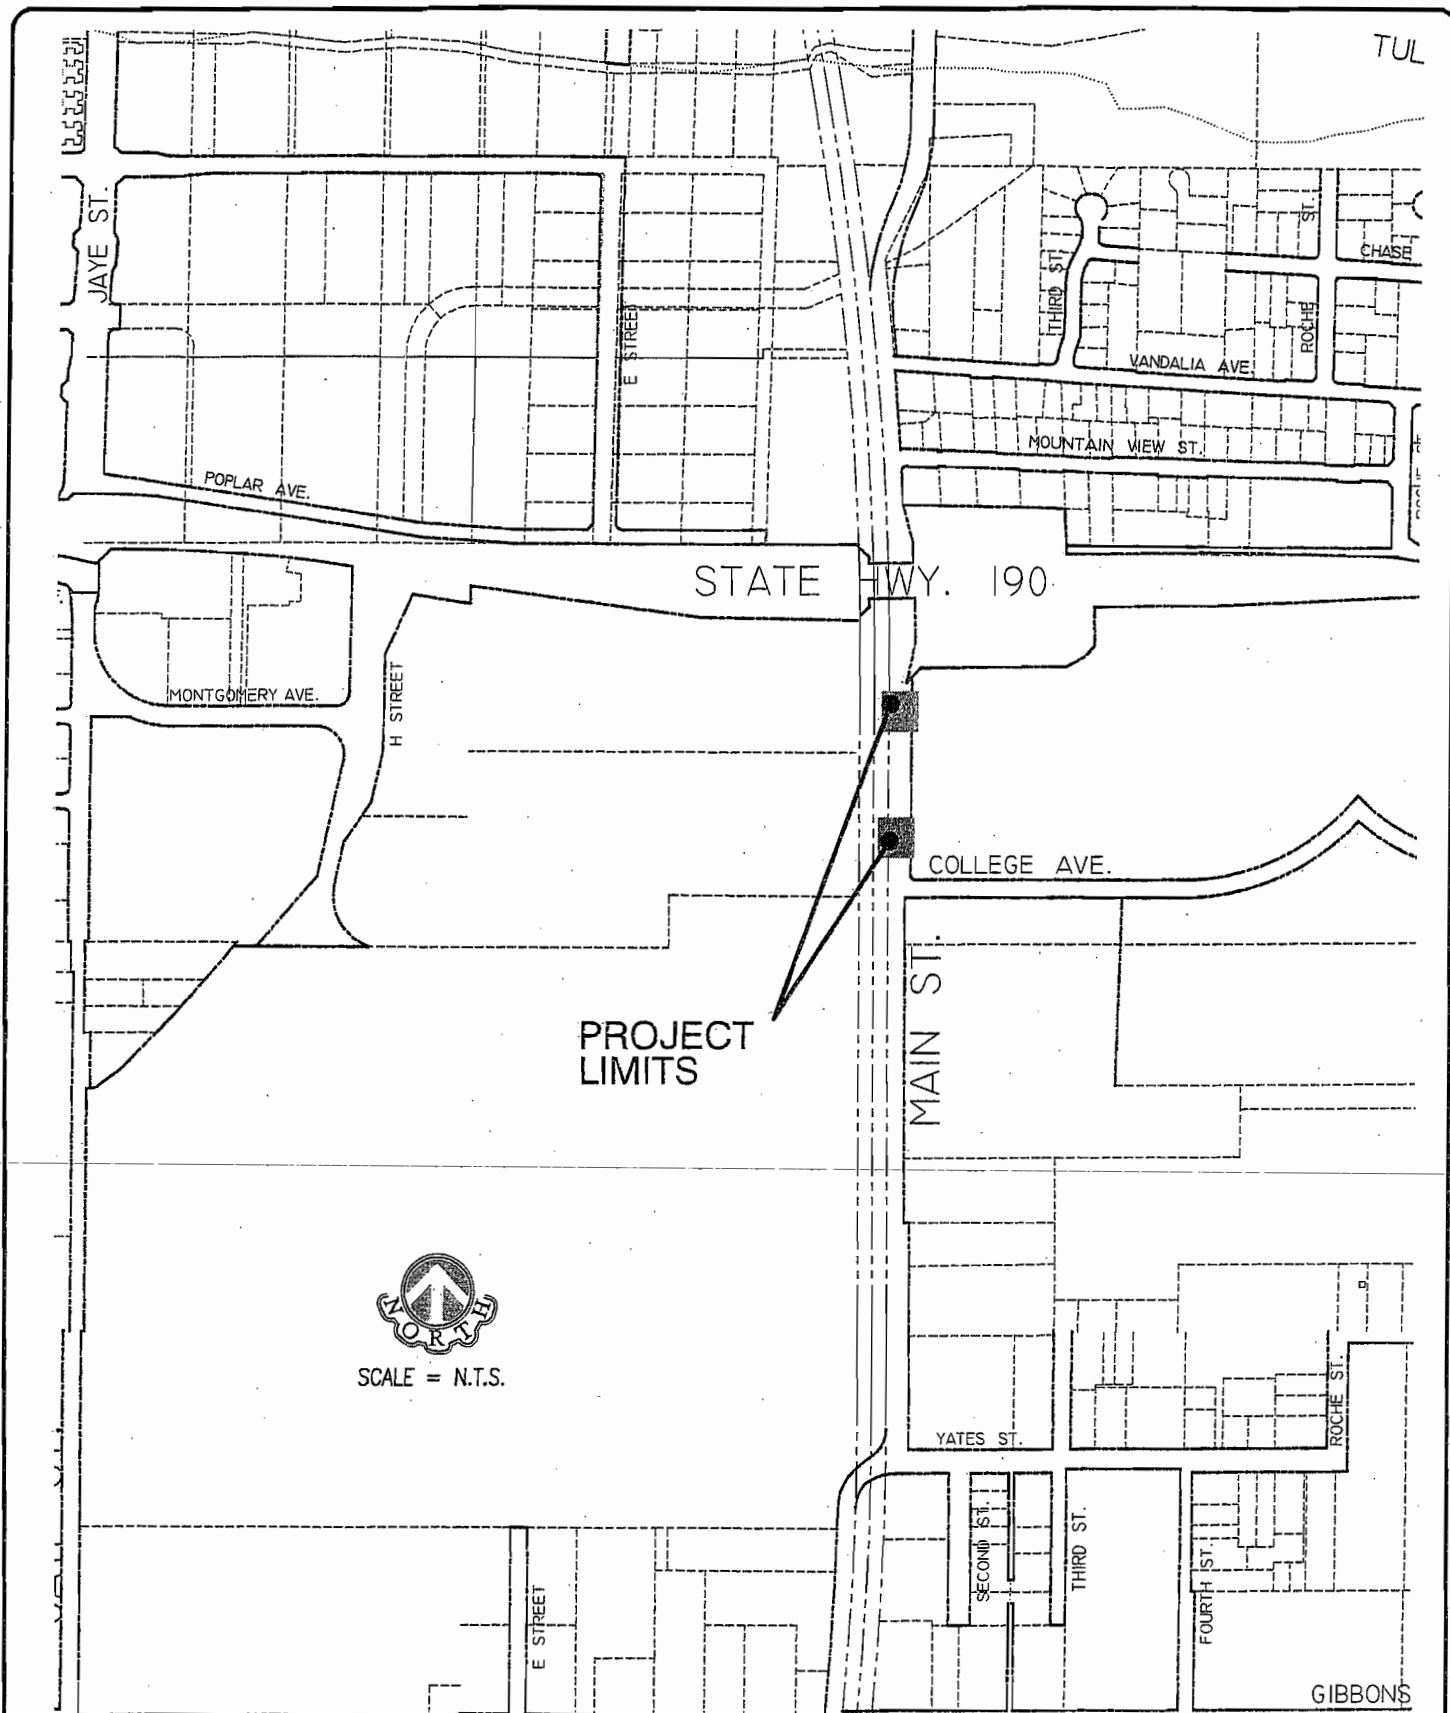 TUL
JAYE ST.
ST.
CHASE
THIRD ST.
ROCHE
E STREET
VANDALIA AVE.
MOUNTAIN VIEW ST.
POPLAR AVE.
STATE HWY. 190
MONTGOMERY AVE.
H STREET
COLLEGE AVE.
MAIN ST.
PROJECT
LIMITS
NORTH
SCALE = N.T.S.
ROCHE ST.
YATES ST.
SECOND ST.
THIRD ST.
FOURTH ST.
E STREET
GIBBONS